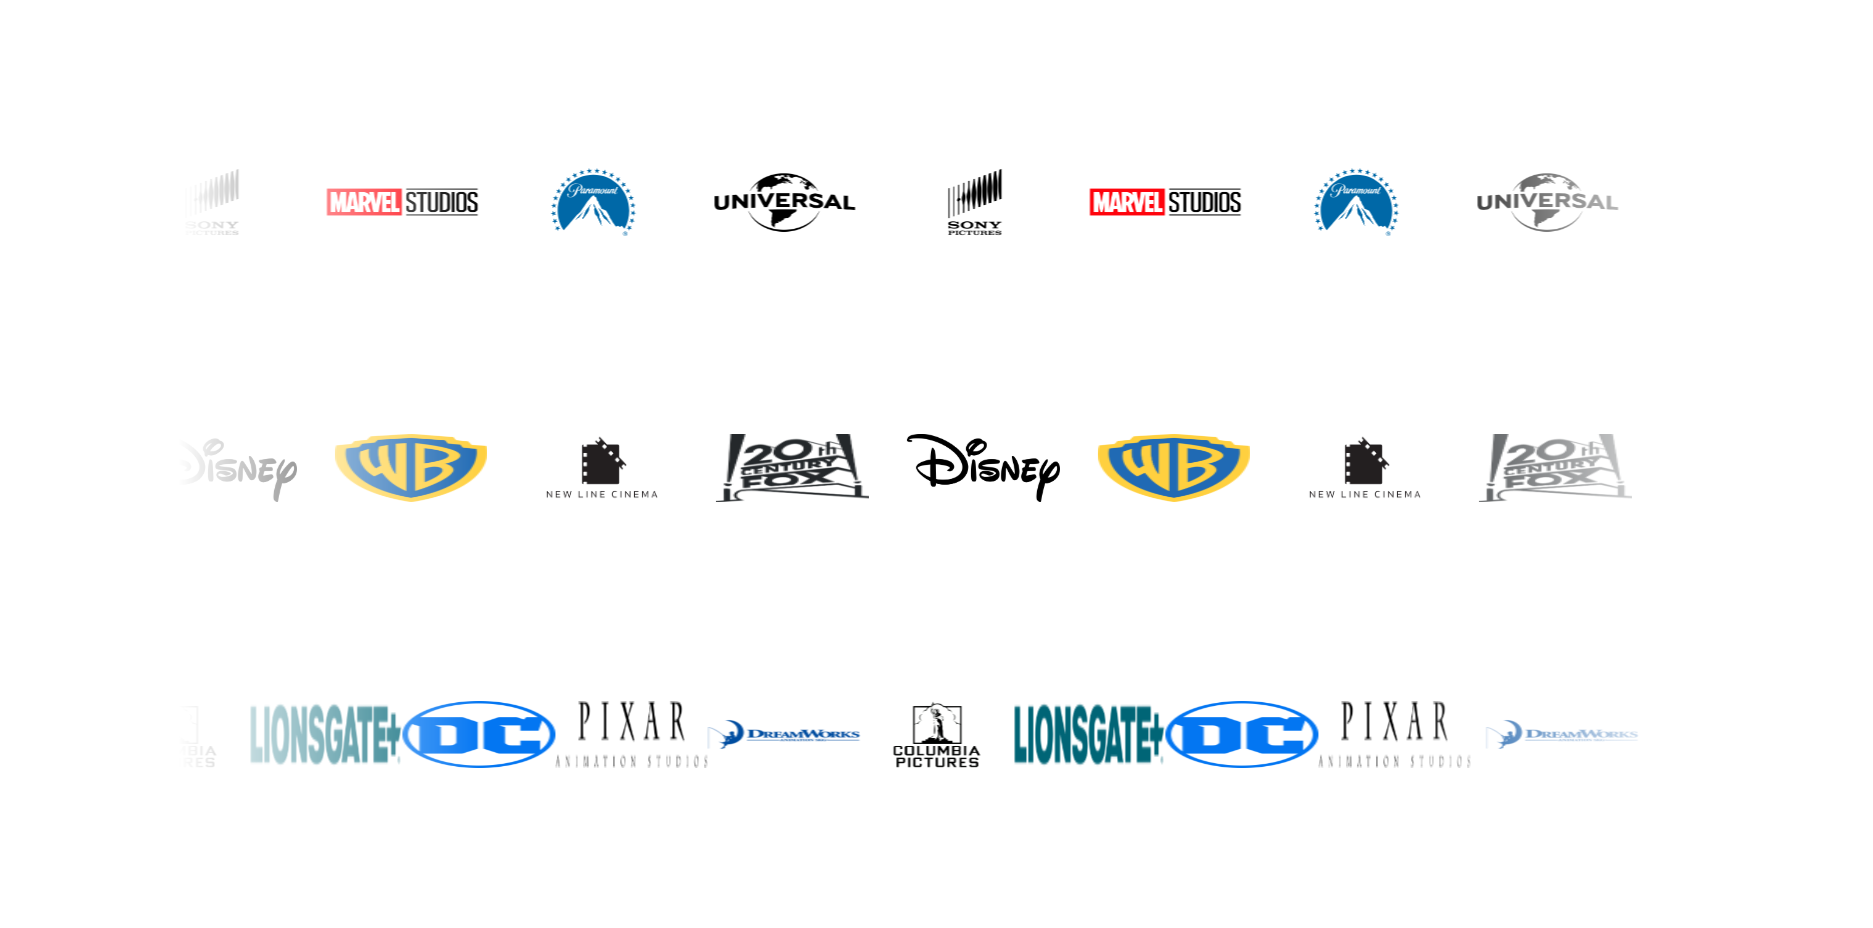 SONY MARVEL STUDIOS Paramount UNIVERSAL SONY MARVEL STUDIOS Paramount UNIVERSAL
PICTURES PICTURES
Disney WB NEW LINE CINEMA 20th CENTURY FOX Disney WB NEW LINE CINEMA 20th CENTURY FOX
LIONSGATE+ DC PIXAR DREAMWORKS COLUMBIA LIONSGATE+ DC PIXAR DREAMWORKS
ANIMATION STUDIOS PICTURES ANIMATION STUDIOS